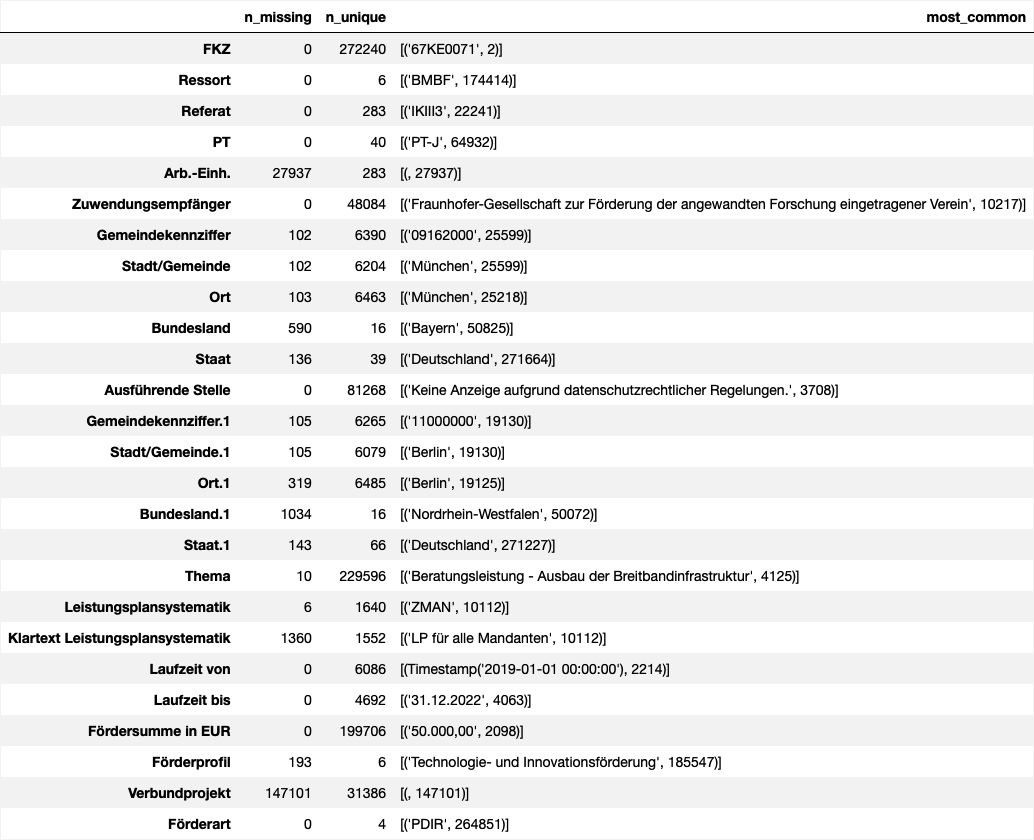 n_missing n_unique most_common
FKZ 0 272240 [('67KE0071', 2)]
Ressort 0 6 [('BMBF', 174414)]
Referat 0 283 [('IKIII3', 22241)]
PT 0 40 [('PT-J', 64932)]
Arb.-Einh. 27937 283 [(, 27937)]
Zuwendungsempfänger 0 48084 [('Fraunhofer-Gesellschaft zur Förderung der angewandten Forschung eingetragener Verein', 10217)]
Gemeindekennziffer 102 6390 [('09162000', 25599)]
Stadt/Gemeinde 102 6204 [('München', 25599)]
Ort 103 6463 [('München', 25218)]
Bundesland 590 16 [('Bayern', 50825)]
Staat 136 39 [('Deutschland', 271664)]
Ausführende Stelle 0 81268 [('Keine Anzeige aufgrund datenschutzrechtlicher Regelungen.', 3708)]
Gemeindekennziffer.1 105 6265 [('11000000', 19130)]
Stadt/Gemeinde.1 105 6079 [('Berlin', 19130)]
Ort.1 319 6485 [('Berlin', 19125)]
Bundesland.1 1034 16 [('Nordrhein-Westfalen', 50072)]
Staat.1 143 66 [('Deutschland', 271227)]
Thema 10 229596 [('Beratungsleistung - Ausbau der Breitbandinfrastruktur', 4125)]
Leistungsplansystematik 6 1640 [('ZMAN', 10112)]
Klartext Leistungsplansystematik 1360 1552 [('LP für alle Mandanten', 10112)]
Laufzeit von 0 6086 [(Timestamp('2019-01-01 00:00:00'), 2214)]
Laufzeit bis 0 4692 [('31.12.2022', 4063)]
Fördersumme in EUR 0 199706 [('50.000,00', 2098)]
Förderprofil 193 6 [('Technologie- und Innovationsförderung', 185547)]
Verbundprojekt 147101 31386 [(, 147101)]
Förderart 0 4 [('PDIR', 264851)]